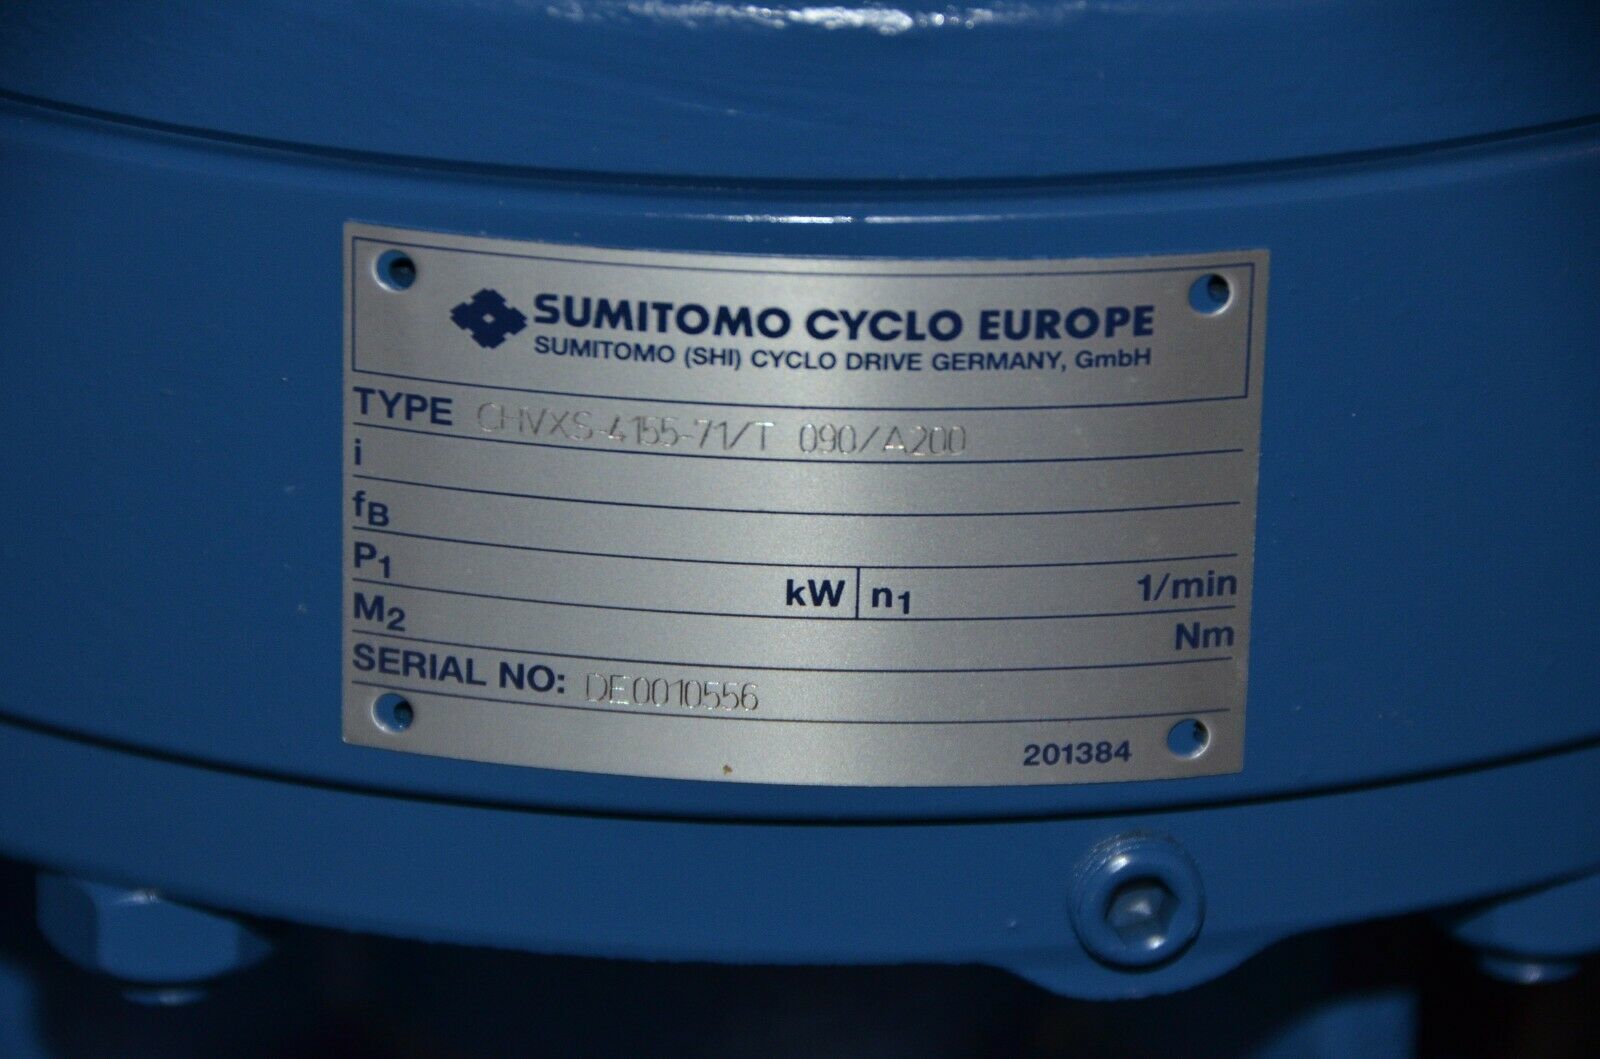 SUMITOMO CYCLO EUROPE
SUMITOMO (SHI) CYCLO DRIVE GERMANY, GmbH
TYPE CHVXS-4155-71/T 090/A200
i
fB
P1 kW n1 1/min
M2 Nm
SERIAL NO: DE0010556
201384